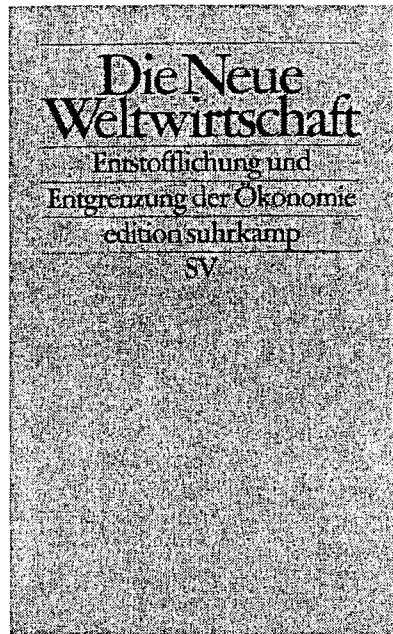 Die Neue
Weltwirtschaft
Entstofflichung und
Entgrenzung der Ökonomie
edition suhrkamp
SV